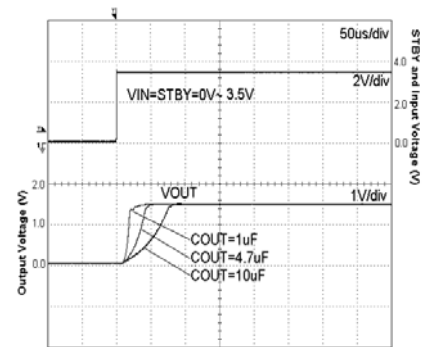 50us/div
4.0
2V/div
VIN=STBY=0V~ 3.5V
2.0
0.0
STBY and Input Voltage (V)
2.0
VOUT
1V/div
1.0
COUT=1uF
COUT=4.7uF
0.0
COUT=10uF
Output Voltage (V)